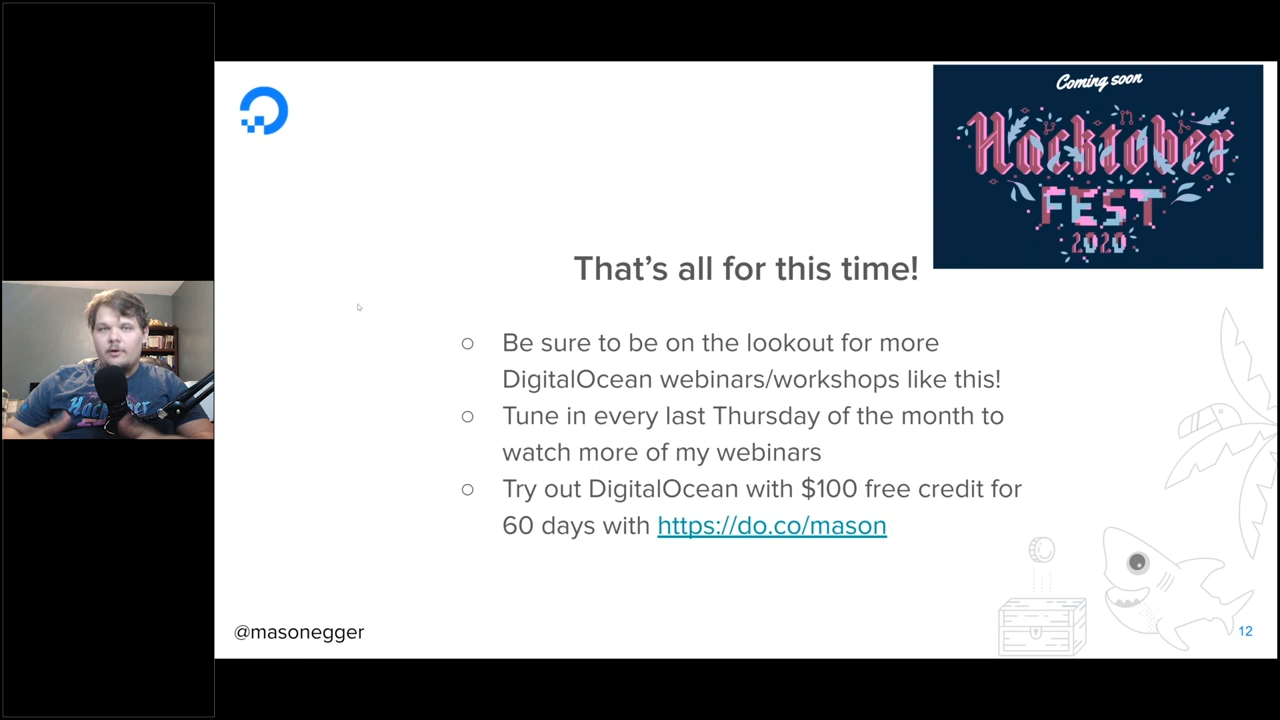 Coming soon
Hacktober
FEST
2020
That’s all for this time!
○ Be sure to be on the lookout for more
DigitalOcean webinars/workshops like this!
○ Tune in every last Thursday of the month to
watch more of my webinars
○ Try out DigitalOcean with $100 free credit for
60 days with https://do.co/mason
Hacktober
@masonegger
12